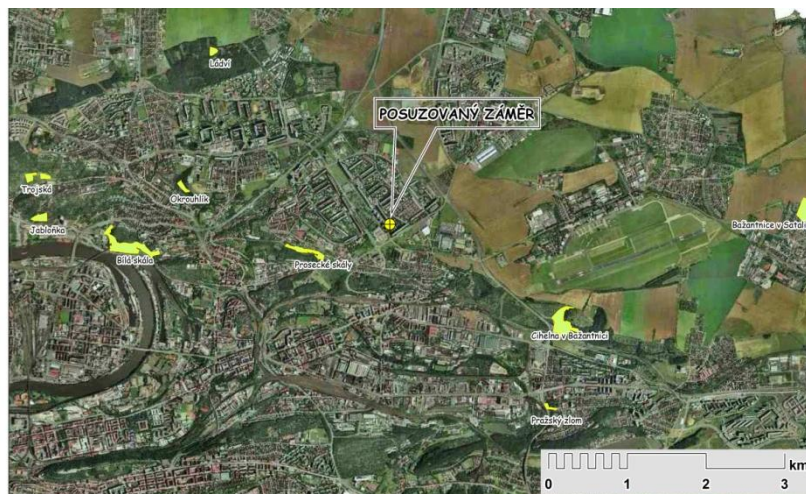 Ládví
POSUZOVANÝ ZÁMĚR
Trojská
Okrouhlík
Jabloňka
Bílá skála
Prosecké skály
Bažantnice v Satal
Cihelna v Bažantnici
Pražský zlom
km
0 1 2 3